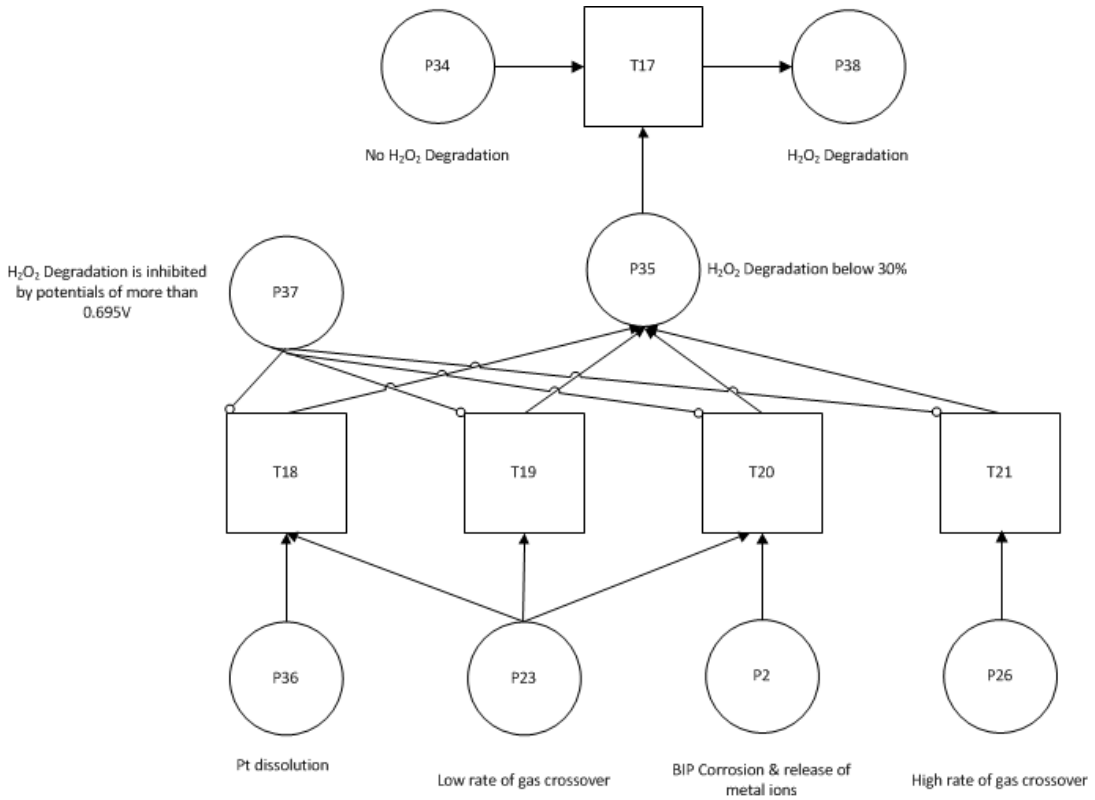 P34
T17
P38
No H₂O₂ Degradation
H₂O₂ Degradation
P35
H₂O₂ Degradation below 30%
H₂O₂ Degradation is inhibited
by potentials of more than
0.695V
P37
T18
T19
T20
T21
P36
P23
P2
P26
Pt dissolution
Low rate of gas crossover
BIP Corrosion & release of
metal ions
High rate of gas crossover